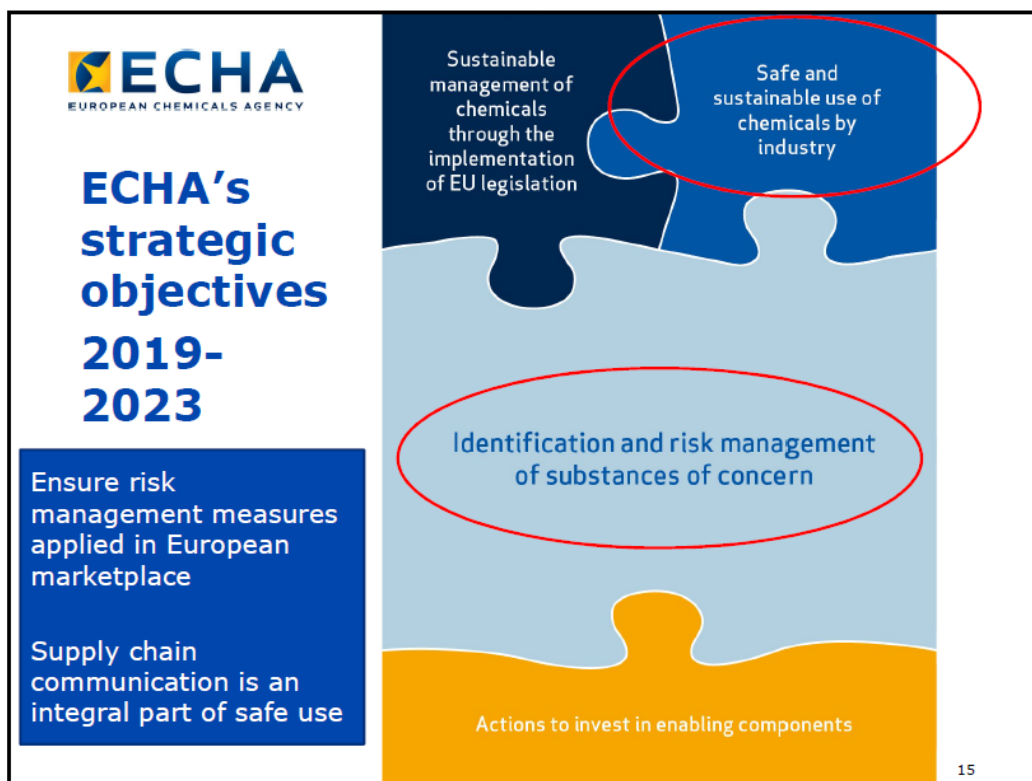 ECHA
EUROPEAN CHEMICALS AGENCY
ECHA's
strategic
objectives
2019-
2023
Ensure risk
management measures
applied in European
marketplace
Supply chain
communication is an
integral part of safe use
Sustainable
management of
chemicals
through the
implementation
of EU legislation
Safe and
sustainable use of
chemicals by
industry
Identification and risk management
of substances of concern
Actions to invest in enabling components
15